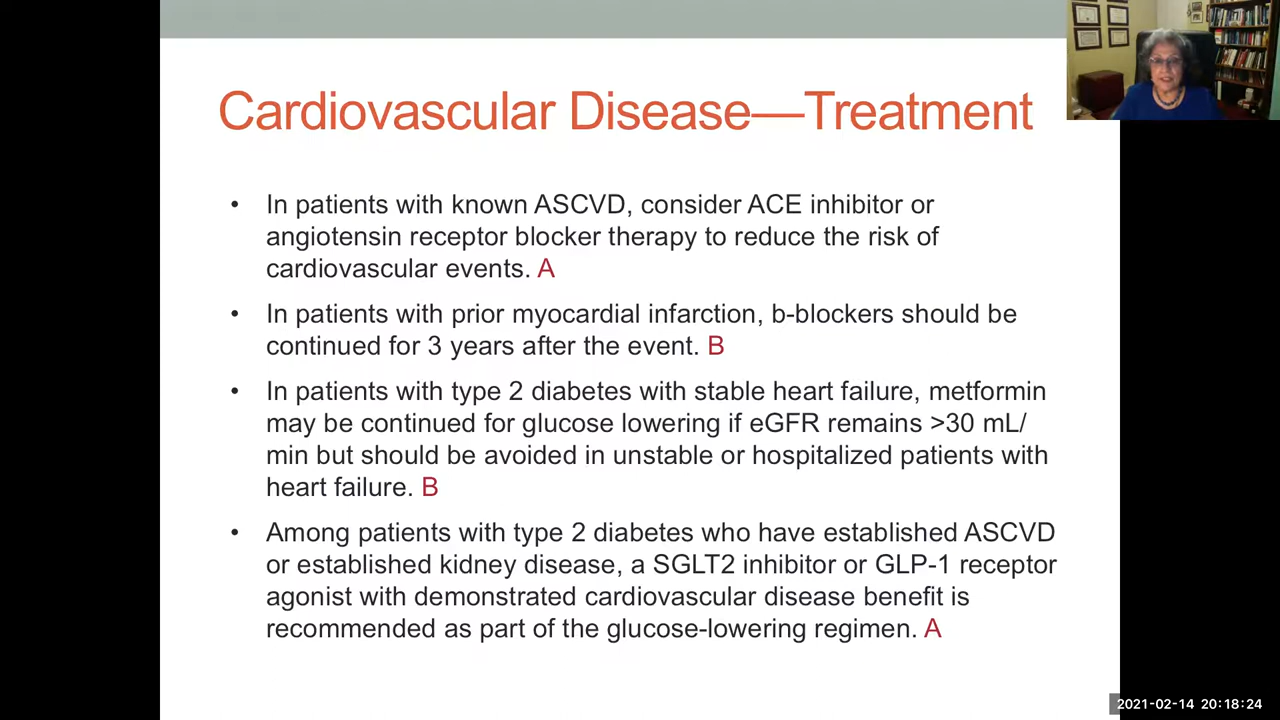 Cardiovascular Disease—Treatment
• In patients with known ASCVD, consider ACE inhibitor or
angiotensin receptor blocker therapy to reduce the risk of
cardiovascular events. A
• In patients with prior myocardial infarction, b-blockers should be
continued for 3 years after the event. B
• In patients with type 2 diabetes with stable heart failure, metformin
may be continued for glucose lowering if eGFR remains >30 mL/
min but should be avoided in unstable or hospitalized patients with
heart failure. B
• Among patients with type 2 diabetes who have established ASCVD
or established kidney disease, a SGLT2 inhibitor or GLP-1 receptor
agonist with demonstrated cardiovascular disease benefit is
recommended as part of the glucose-lowering regimen. A
2021-02-14 20:18:24